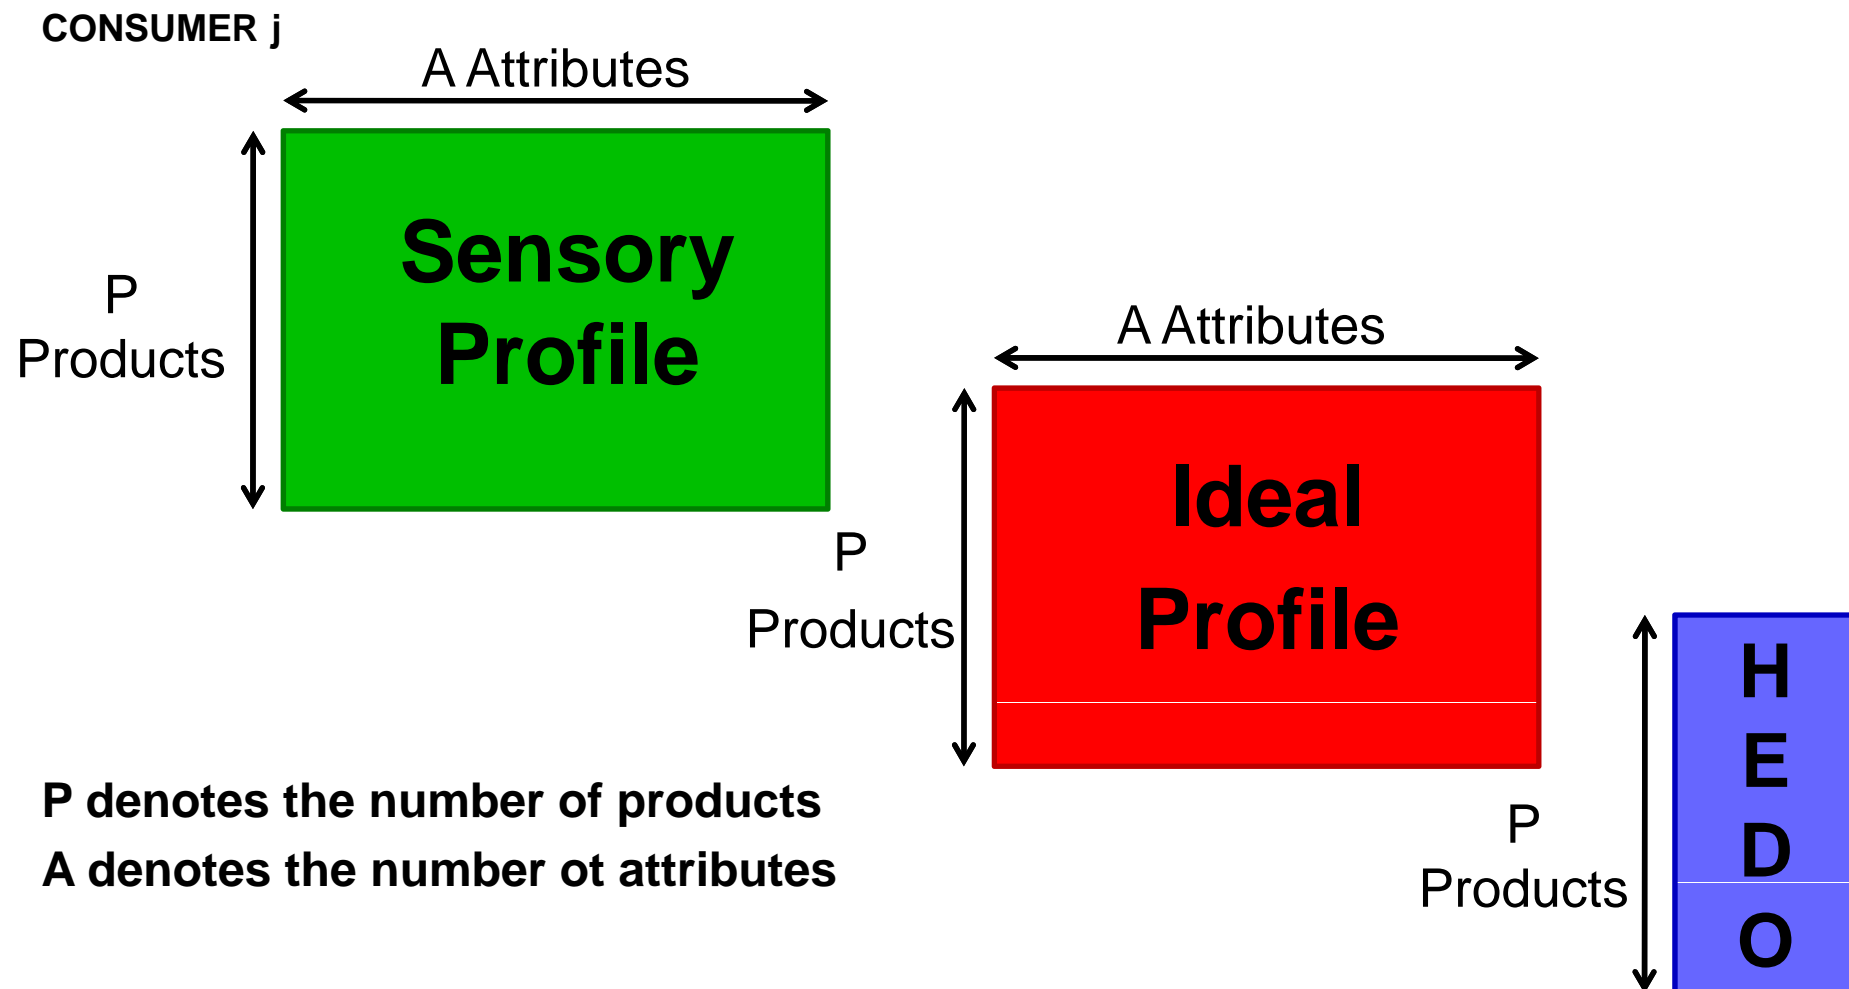 CONSUMER j
A Attributes
Sensory
Profile
P
Products
A Attributes
Ideal
Profile
P
Products
H
E
D
O
P
Products
P denotes the number of products
A denotes the number ot attributes